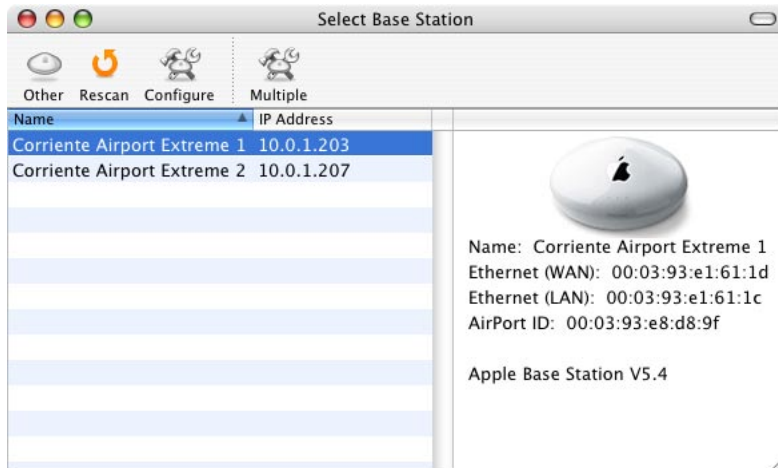 Select Base Station
Other Rescan Configure Multiple
Name IP Address
Corriente Airport Extreme 1 10.0.1.203
Corriente Airport Extreme 2 10.0.1.207
Name: Corriente Airport Extreme 1
Ethernet (WAN): 00:03:93:e1:61:1d
Ethernet (LAN): 00:03:93:e1:61:1c
AirPort ID: 00:03:93:e8:d8:9f
Apple Base Station V5.4